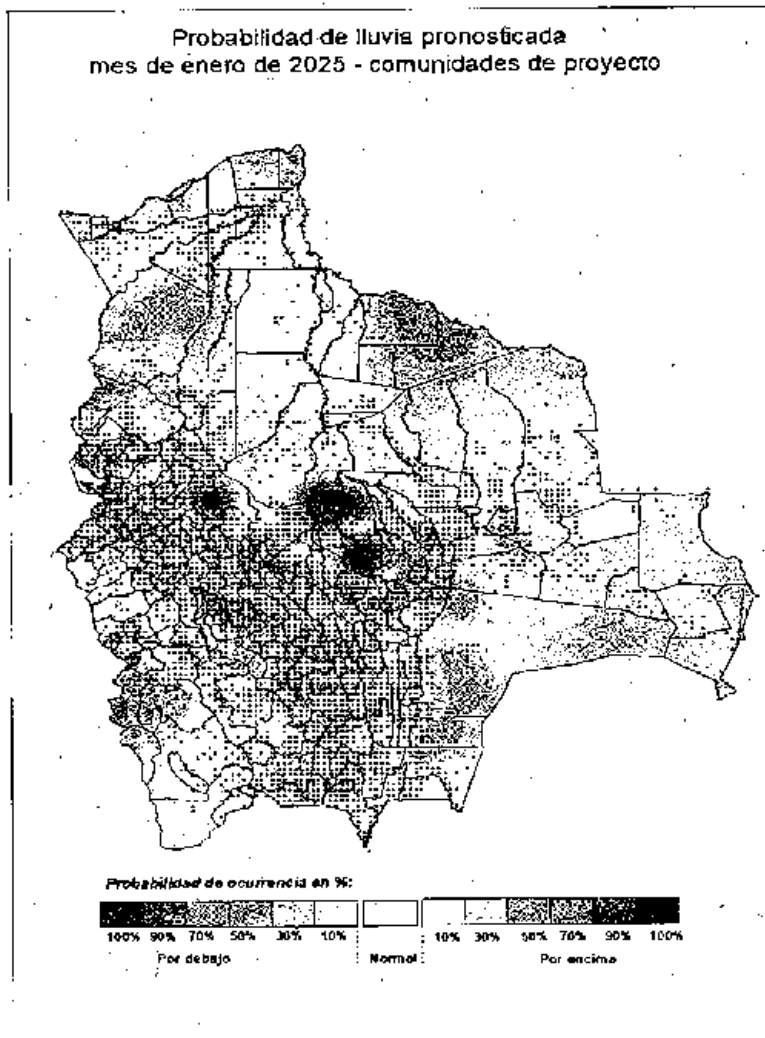 Probabilidad de lluvia pronosticada
mes de enero de 2025 - comunidades de proyecto
Probabilidad de ocurrencia en %:
100% 90% 70% 50% 30% 10% 10% 30% 50% 70% 90% 100%
Por debajo Normal Por encima